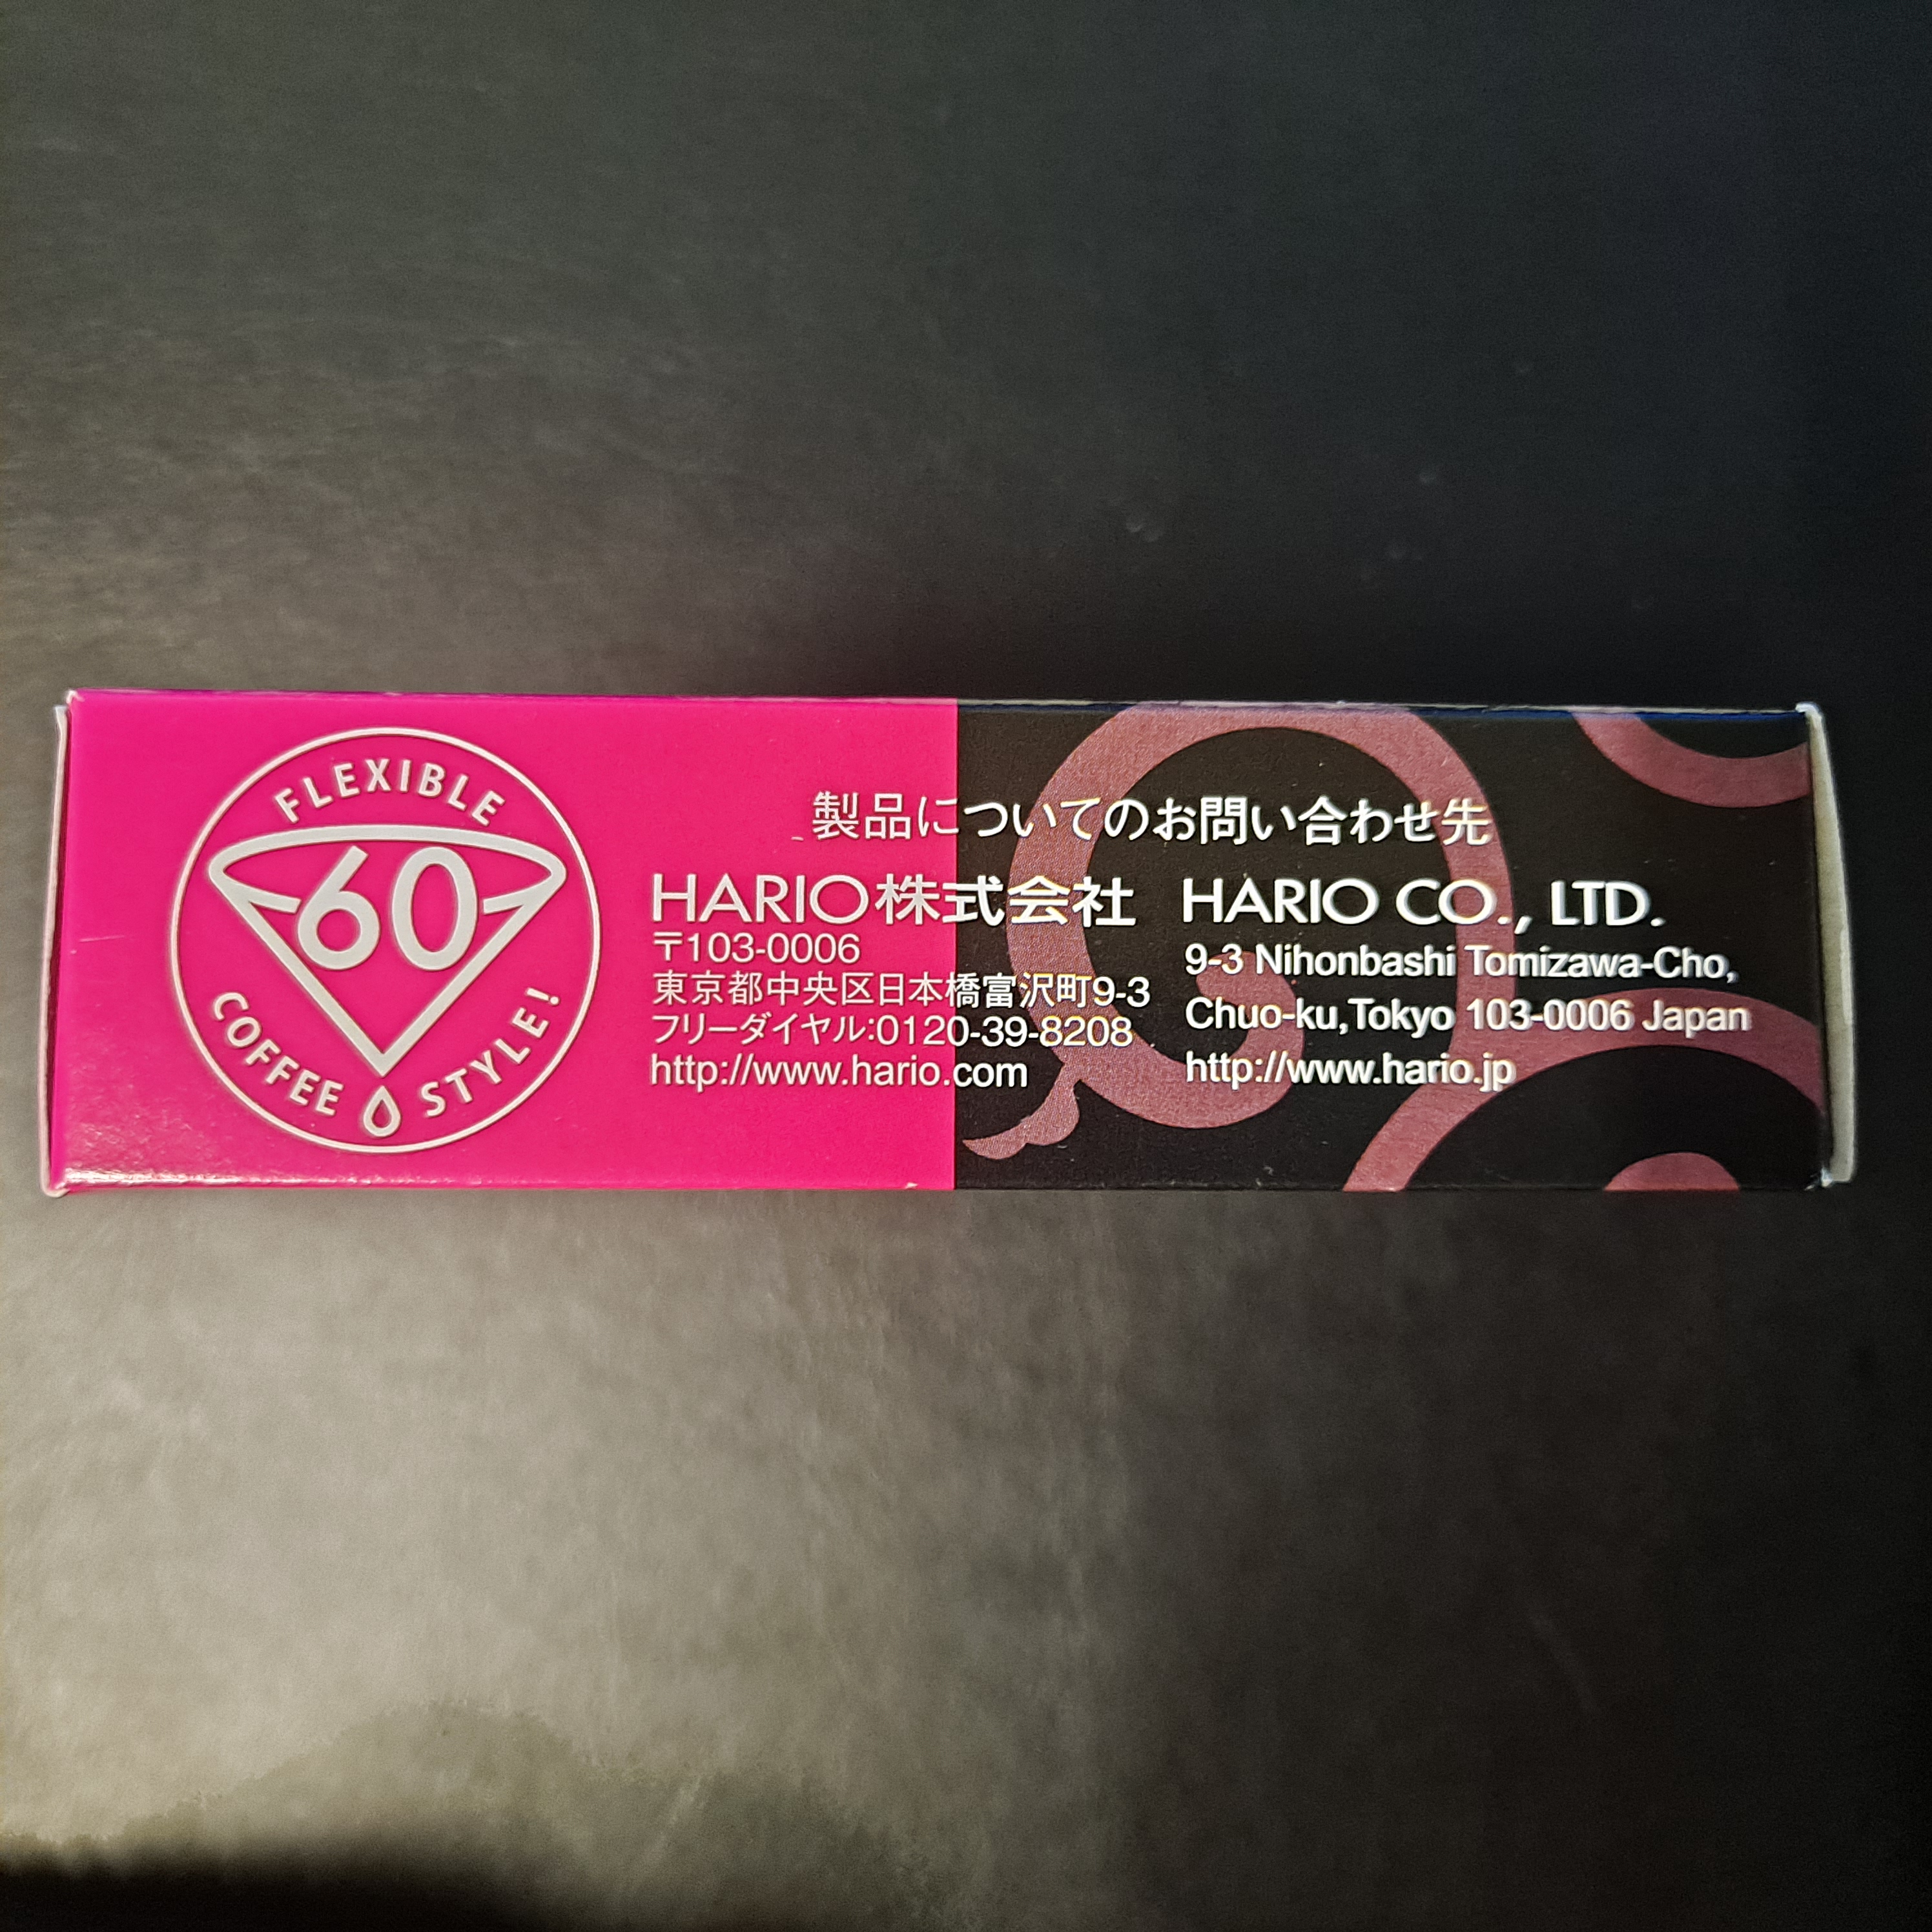 FLEXIBLE
60
COFFEE STYLE!
製品についてのお問い合わせ先
HARIO株式会社
〒103-0006
東京都中央区日本橋富沢町9-3
フリーダイヤル:0120-39-8208
http://www.hario.com
HARIO CO., LTD.
9-3 Nihonbashi Tomizawa-Cho,
Chuo-ku,Tokyo 103-0006 Japan
http://www.hario.jp